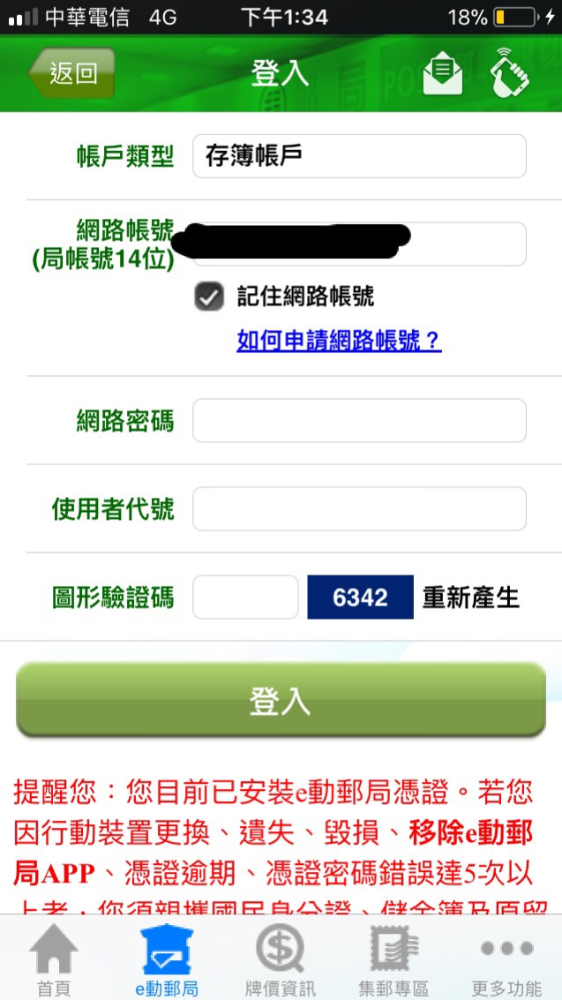 中華電信 4G 下午1:34 18%
返回 登入
帳戶類型 存簿帳戶
網路帳號
(局帳號14位)
記住網路帳號
如何申請網路帳號？
網路密碼
使用者代號
圖形驗證碼 6342 重新產生
登入
提醒您：您目前已安裝e動郵局憑證。若您
因行動裝置更換、遺失、毀損、移除e動郵
局APP、憑證逾期、憑證密碼錯誤達5次以
上者，您須親攜國民身分證、儲金簿及原留
首頁 e動郵局 牌價資訊 集郵專區 更多功能